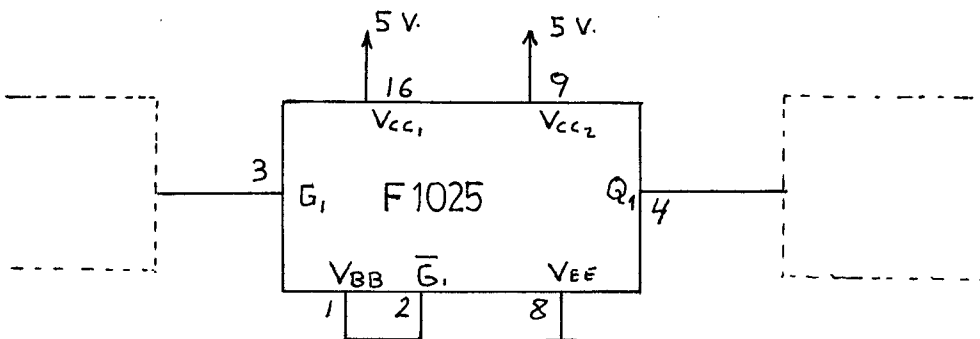 5 V. 5 V.
16 9
VCC1 VCC2
3 4
G1 F1025 Q1
VBB G̅1 VEE
1 2 8